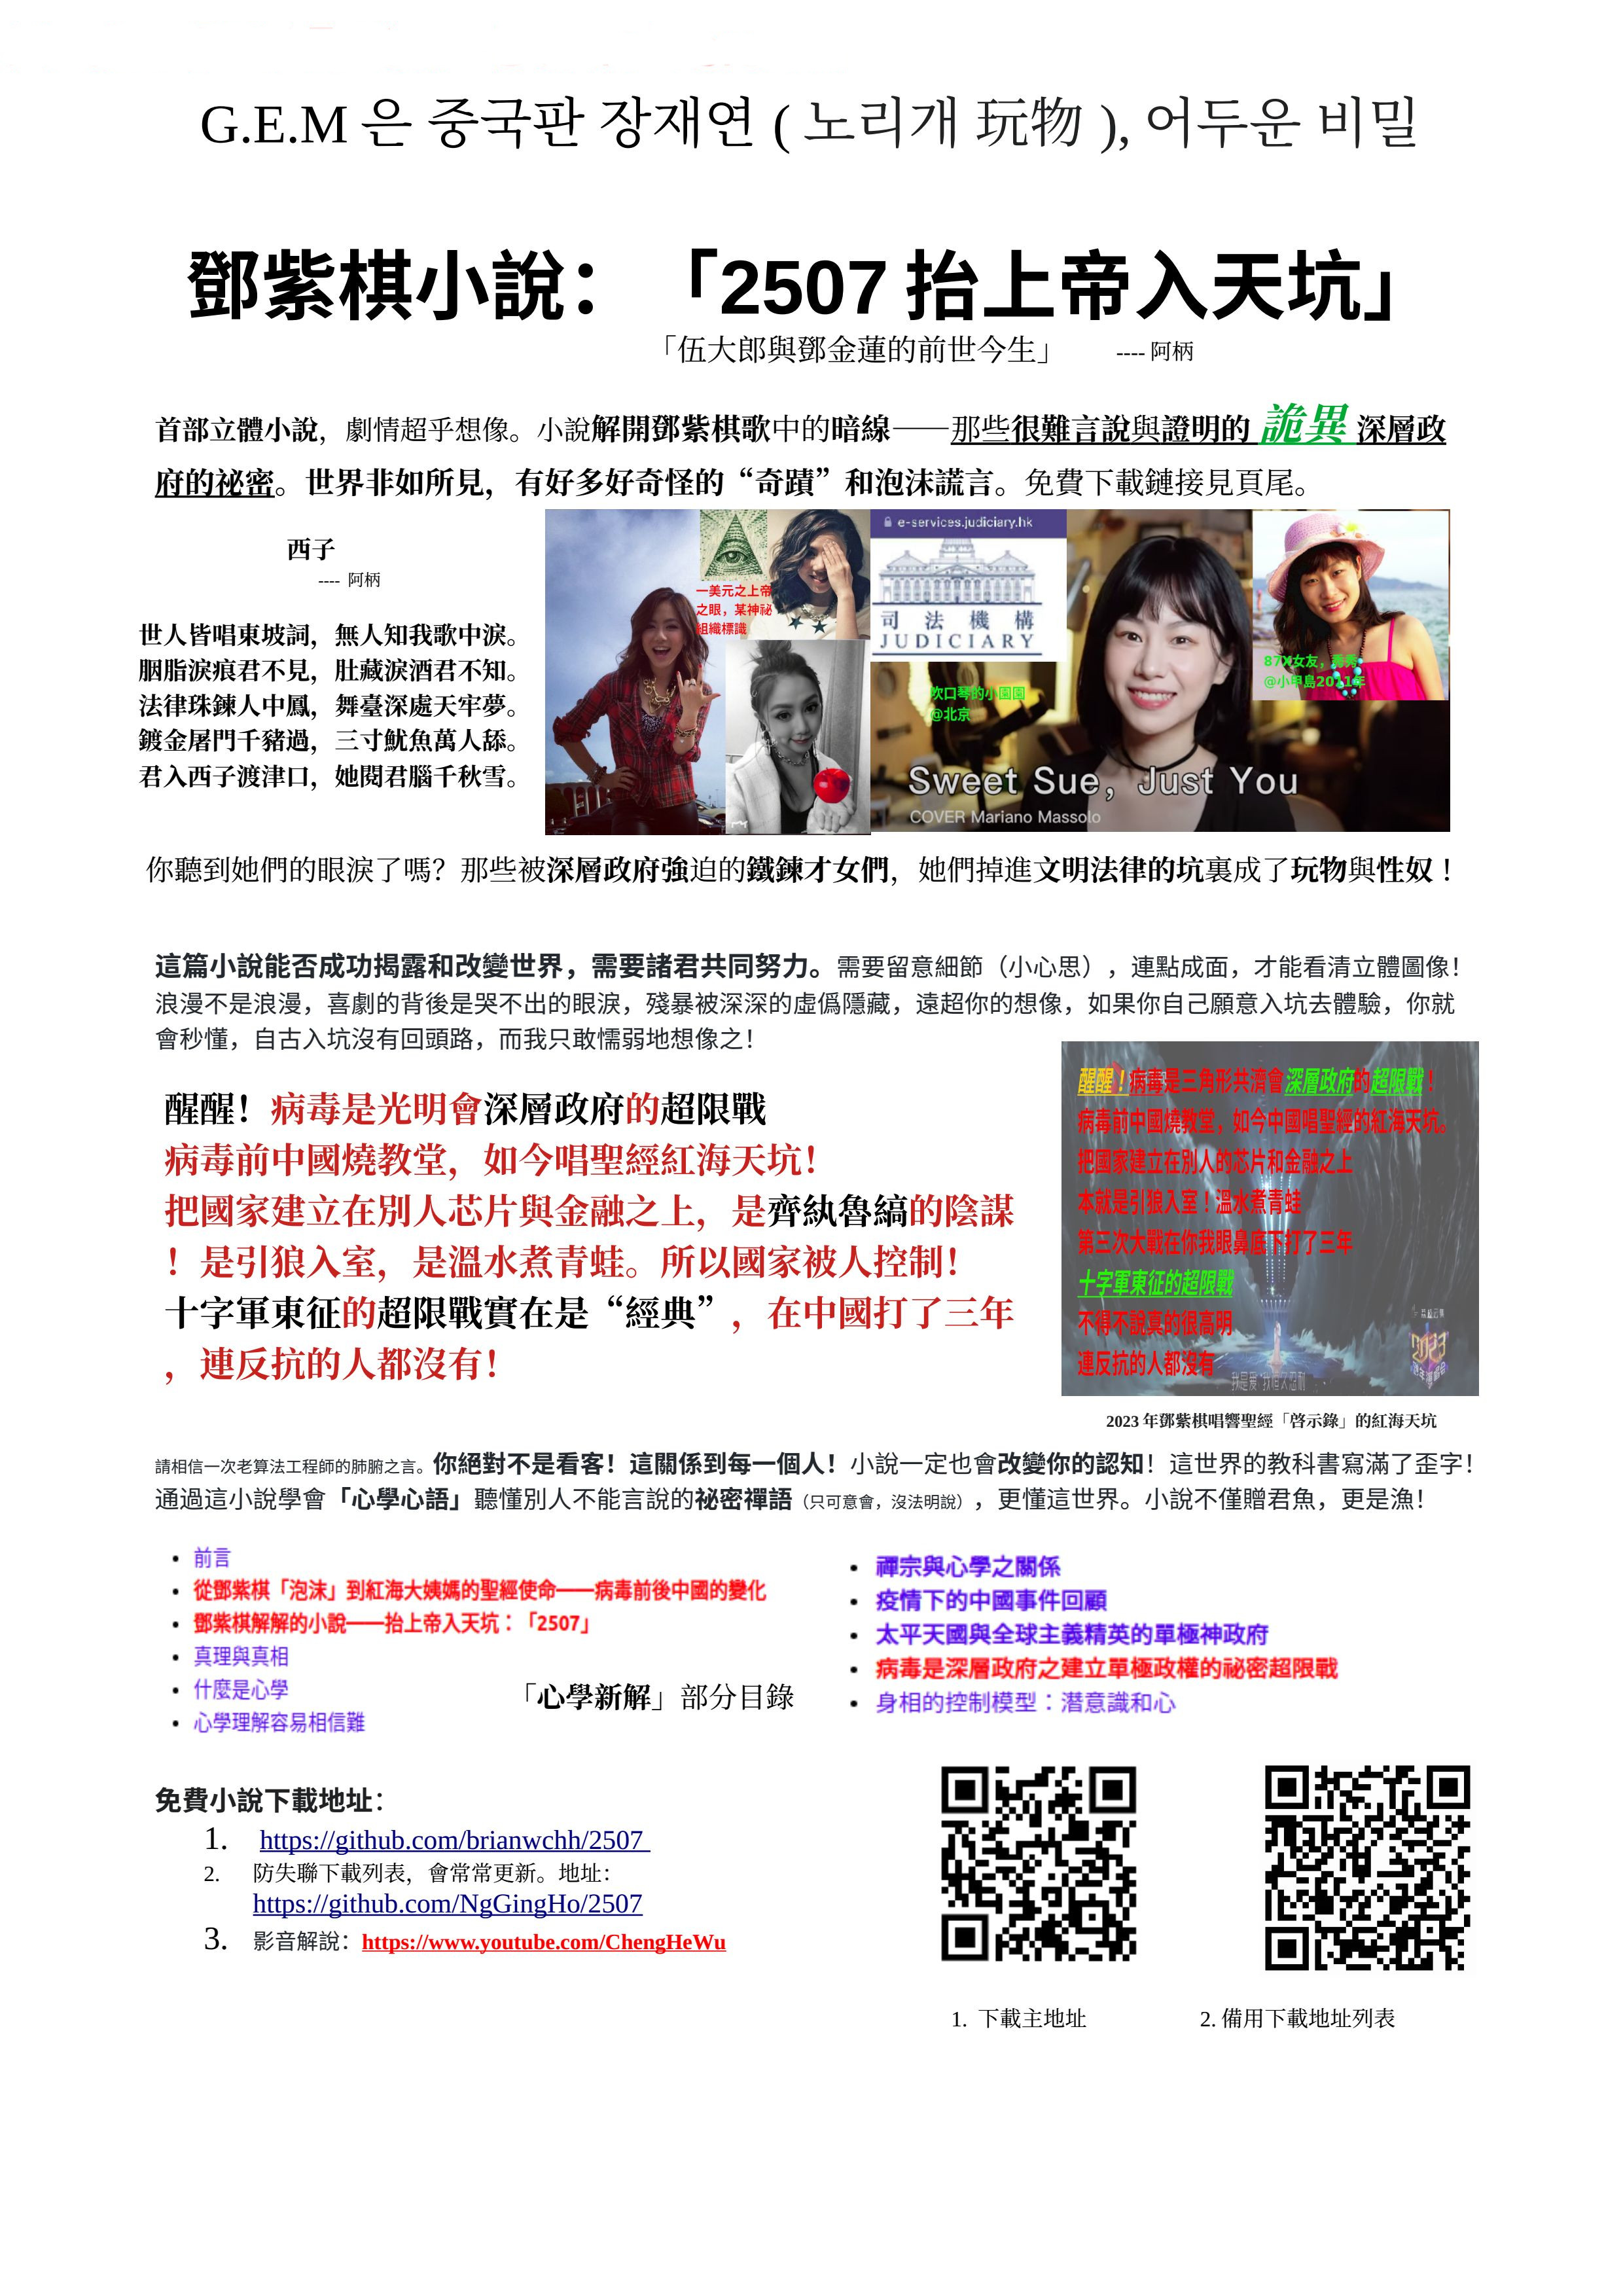 G.E.M 은 중국판 장재연 ( 노리개 玩物 ), 어두운 비밀
鄧紫棋小說：「2507 抬上帝入天坑」
「伍大郎與鄧金蓮的前世今生」 ---- 阿柄
首部立體小說，劇情超乎想像。小說解開鄧紫棋歌中的暗線——那些很難言說與證明的 詭異 深層政
府的祕密。世界非如所見，有好多好奇怪的“奇蹟”和泡沫謊言。免費下載鏈接見頁尾。
西子
---- 阿柄
世人皆唱東坡詞，無人知我歌中淚。
胭脂淚痕君不見，肚藏淚酒君不知。
法律珠鍊人中鳳，舞臺深處天牢夢。
鍍金屠門千豬過，三寸魷魚萬人舔。
君入西子渡津口，她閱君腦千秋雪。
一美元之上帝
之眼，某神祕
組織標識
e-services.judiciary.hk
司法機構
JUDICIARY
吹口琴的小圓圓
@北京
87X女友，秀秀
@小甲島2011年
Sweet Sue, Just You
COVER Mariano Massolo
你聽到她們的眼淚了嗎？那些被深層政府強迫的鐵鍊才女們，她們掉進文明法律的坑裏成了玩物與性奴！
這篇小說能否成功揭露和改變世界，需要諸君共同努力。需要留意細節（小心思），連點成面，才能看清立體圖像！
浪漫不是浪漫，喜劇的背後是哭不出的眼淚，殘暴被深深的虛僞隱藏，遠超你的想像，如果你自己願意入坑去體驗，你就
會秒懂，自古入坑沒有回頭路，而我只敢懦弱地想像之！
醒醒！病毒是光明會深層政府的超限戰
病毒前中國燒教堂，如今唱聖經紅海天坑！
把國家建立在別人芯片與金融之上，是齊紈魯縞的陰謀
！是引狼入室，是溫水煮青蛙。所以國家被人控制！
十字軍東征的超限戰實在是“經典”，在中國打了三年
，連反抗的人都沒有！
醒醒！病毒是三角形共濟會深層政府的超限戰！
病毒前中國燒教堂，如今中國唱聖經的紅海天坑。
把國家建立在別人的芯片和金融之上
本就是引狼入室！溫水煮青蛙
第三次大戰在你我眼鼻底下打了三年
十字軍東征的超限戰
不得不說真的很高明
連反抗的人都沒有
2023
2023 年鄧紫棋唱響聖經「啓示錄」的紅海天坑
請相信一次老算法工程師的肺腑之言。你絕對不是看客！這關係到每一個人！小說一定也會改變你的認知！這世界的教科書寫滿了歪字！
通過這小說學會「心學心語」聽懂別人不能言說的祕密禪語（只可意會，沒法明說），更懂這世界。小說不僅贈君魚，更是漁！
• 前言
• 從鄧紫棋「泡沫」到紅海大姨媽的聖經使命——病毒前後中國的變化
• 鄧紫棋解解的小說——抬上帝入天坑：「2507」
• 真理與真相
• 什麼是心學
• 心學理解容易相信難
「心學新解」部分目錄
• 禪宗與心學之關係
• 疫情下的中國事件回顧
• 太平天國與全球主義精英的單極神政府
• 病毒是深層政府之建立單極政權的祕密超限戰
• 身相的控制模型：潛意識和心
免費小說下載地址：
1. https://github.com/brianwchh/2507
2. 防失聯下載列表，會常常更新。地址：
https://github.com/NgGingHo/2507
3. 影音解說：https://www.youtube.com/ChengHeWu
1. 下載主地址
2. 備用下載地址列表